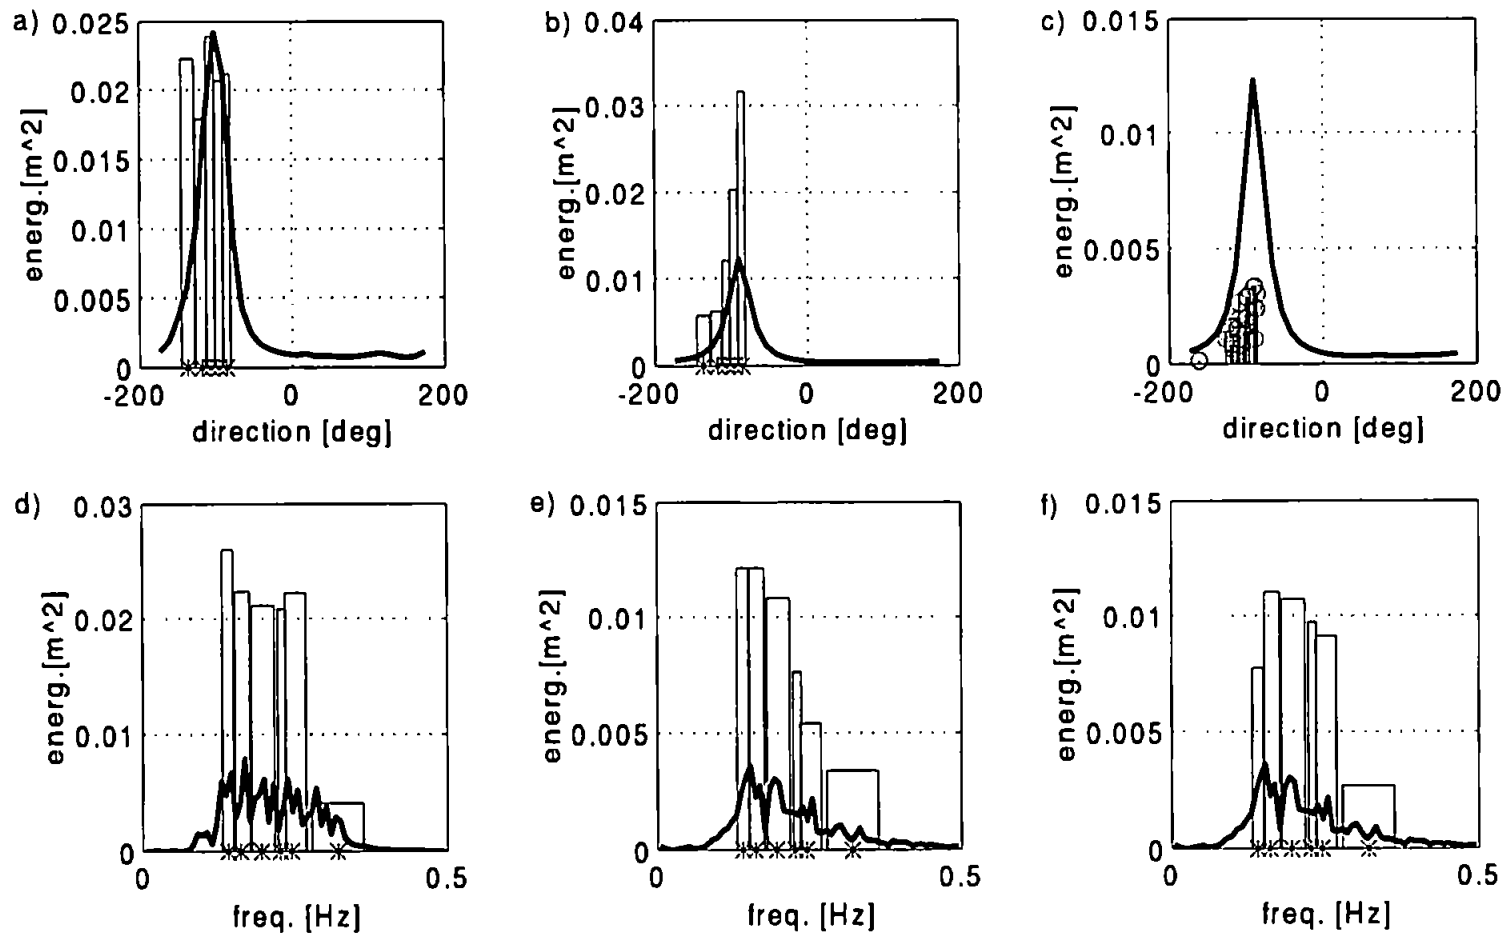 a) 0.025
0.02
0.015
0.01
0.005
0
energ.[m^2]
-200 0 200
direction [deg]
b) 0.04
0.03
0.02
0.01
0
energ.[m^2]
-200 0 200
direction [deg]
c) 0.015
0.01
0.005
0
energ.[m^2]
-200 0 200
direction [deg]
d) 0.03
0.02
0.01
0
energ.[m^2]
0 0.5
freq. [Hz]
e) 0.015
0.01
0.005
0
energ.[m^2]
0 0.5
freq. [Hz]
f) 0.015
0.01
0.005
0
energ.[m^2]
0 0.5
freq. [Hz]